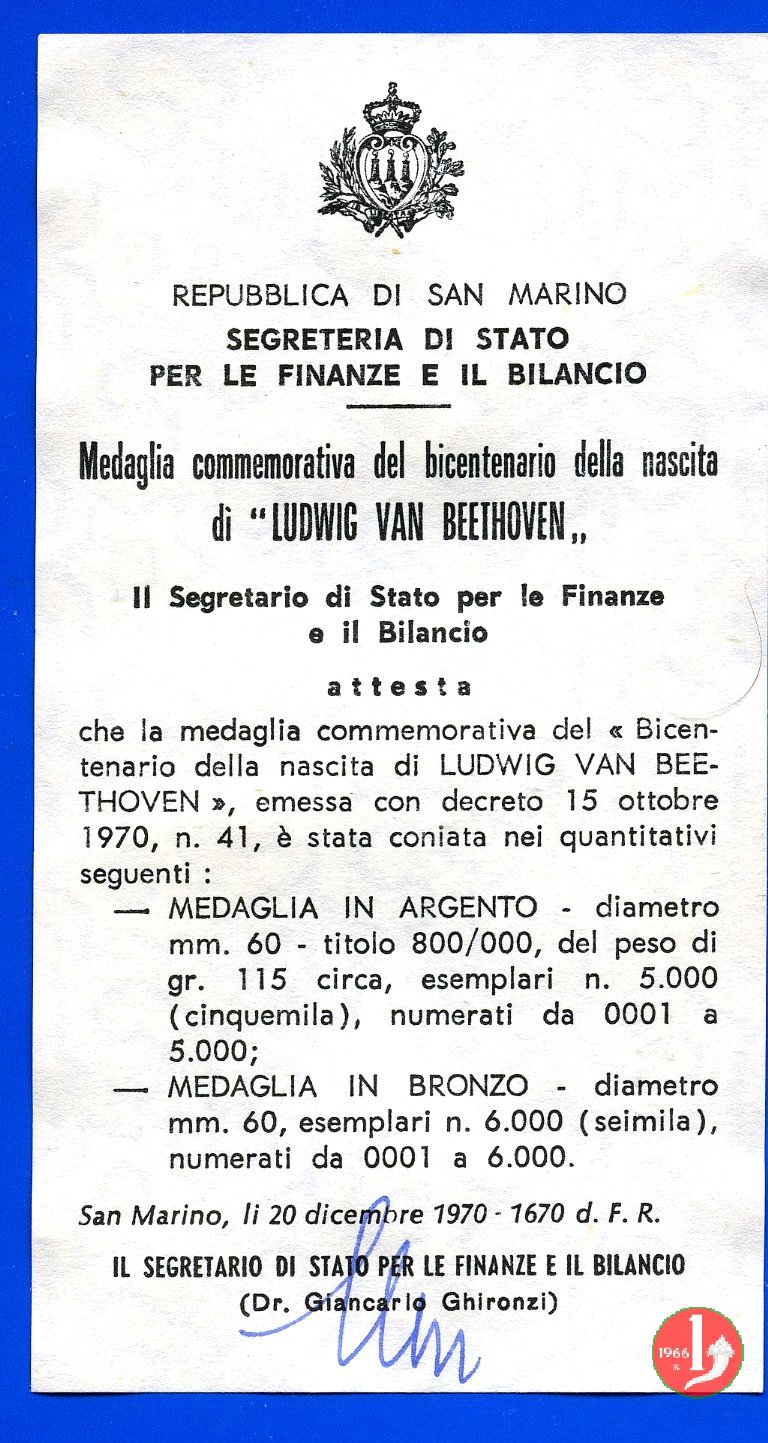 REPUBBLICA DI SAN MARINO
SEGRETERIA DI STATO
PER LE FINANZE E IL BILANCIO
Medaglia commemorativa del bicentenario della nascita
di “LUDWIG VAN BEETHOVEN„
Il Segretario di Stato per le Finanze
e il Bilancio
attesta
che la medaglia commemorativa del « Bicen-
tenario della nascita di LUDWIG VAN BEE-
THOVEN », emessa con decreto 15 ottobre
1970, n. 41, è stata coniata nei quantitativi
seguenti :
— MEDAGLIA IN ARGENTO - diametro
mm. 60 - titolo 800/000, del peso di
gr. 115 circa, esemplari n. 5.000
(cinquemila), numerati da 0001 a
5.000;
— MEDAGLIA IN BRONZO - diametro
mm. 60, esemplari n. 6.000 (seimila),
numerati da 0001 a 6.000.
San Marino, li 20 dicembre 1970 - 1670 d. F. R.
IL SEGRETARIO DI STATO PER LE FINANZE E IL BILANCIO
(Dr. Giancarlo Ghironzi)
1966
R